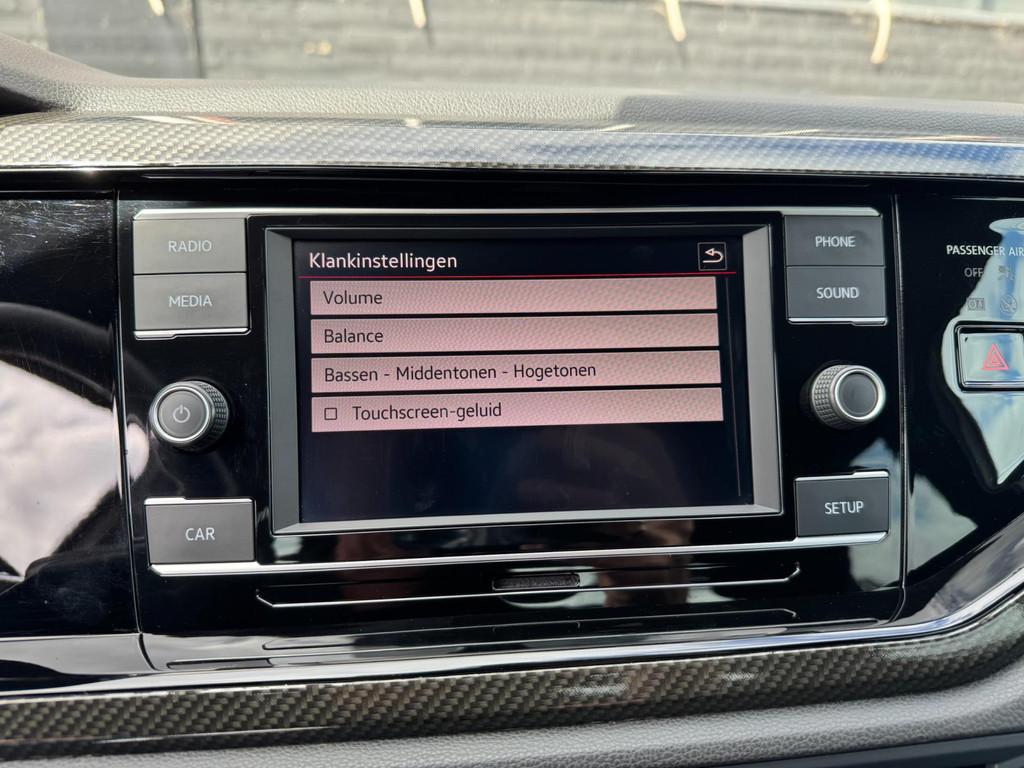 RADIO
MEDIA
Klankinstellingen
Volume
Balance
Bassen - Middentonen - Hogetonen
Touchscreen-geluid
PHONE
SOUND
CAR
SETUP
PASSENGER AIR
OFF